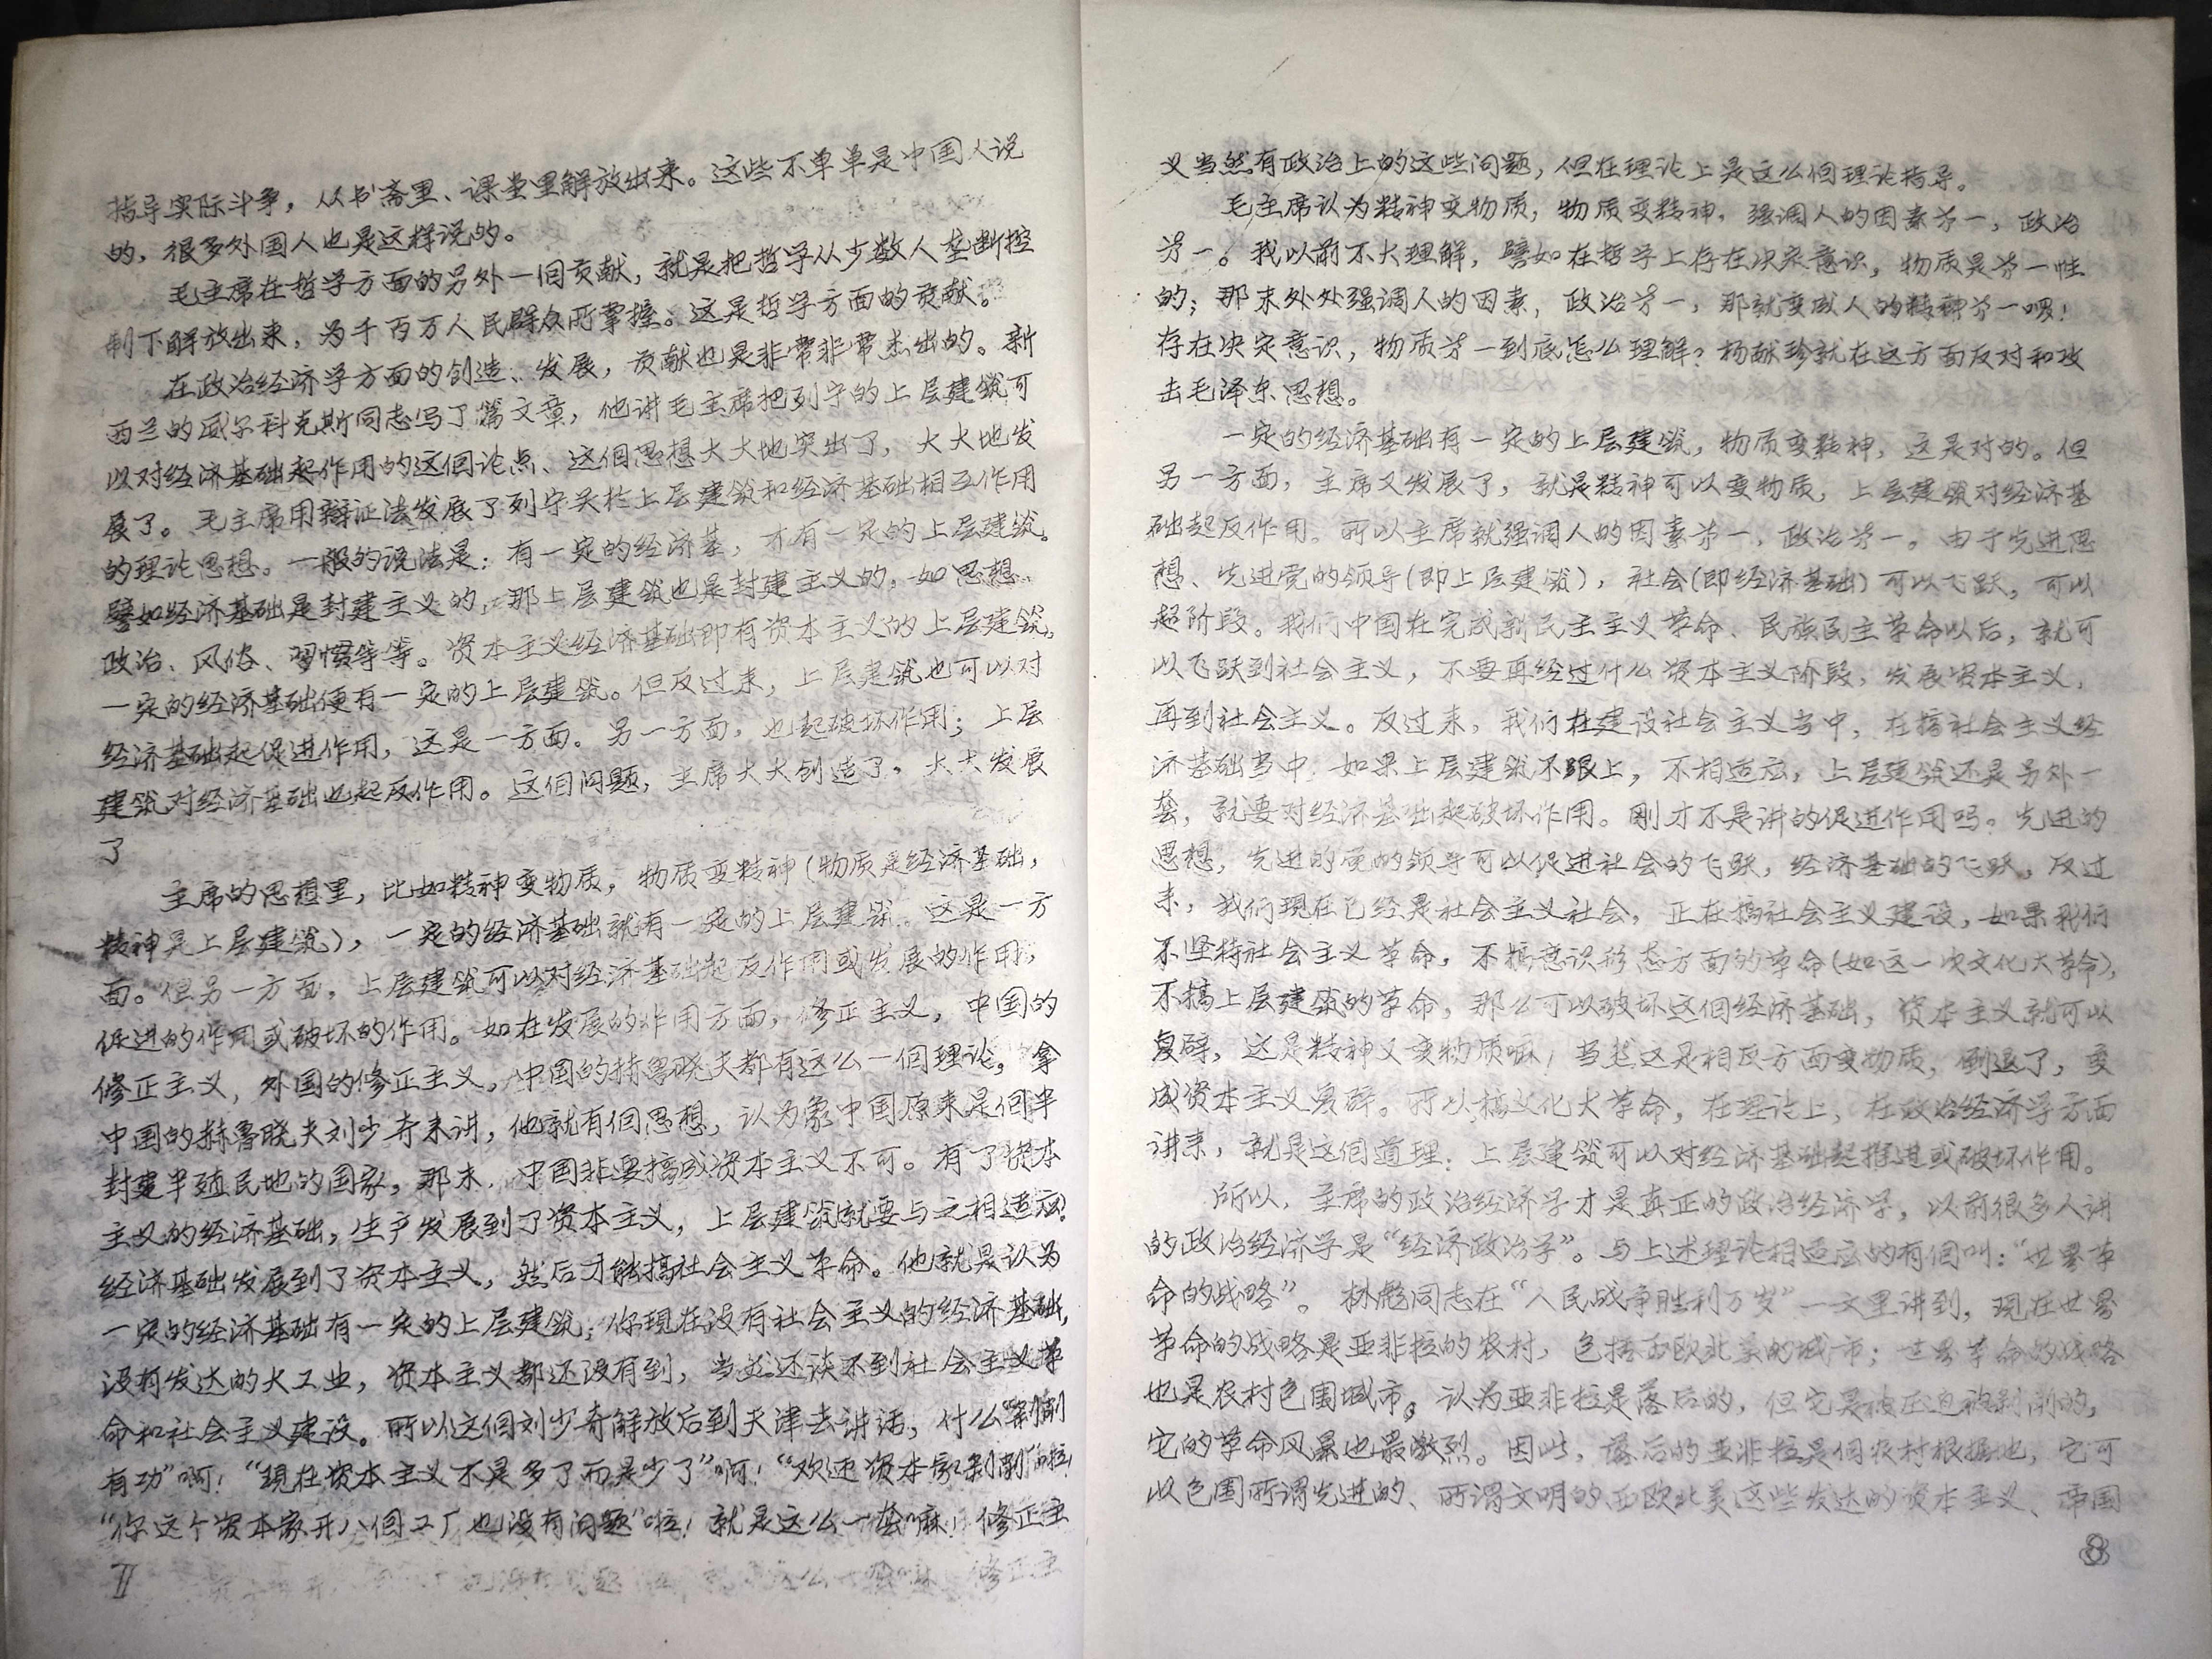 指导实际斗争，从书斋里、课堂里解放出来。这些不单单是中国人说
的，很多外国人也是这样说的。
毛主席在哲学方面的另外一個贡献，就是把哲学从少数人垄断控
制下解放出来，为千百万人民群众所掌握。这是哲学方面的贡献。
在政治经济学方面的创造、发展，贡献也是非常非常杰出的。新
西兰的威尔科克斯同志写了篇文章，他讲毛主席把列宁的上层建筑可
以对经济基础起作用的这個论点、这個思想大大地突出了，大大地发
展了。毛主席用辩证法发展了列宁关於上层建筑和经济基础相互作用
的理论思想。一般的说法是：有一定的经济基，才有一定的上层建筑。
譬如经济基础是封建主义的，那上层建筑也是封建主义的，如思想、
政治、风俗、習慣等等。资本主义经济基础即有资本主义的上层建筑。
一定的经济基础便有一定的上层建筑。但反过来，上层建筑也可以对
经济基础起促进作用，这是一方面。另一方面，也起破坏作用；上层
建筑对经济基础也起反作用。这個问题，主席大大创造了，大大发展
了
主席的思想里，比如精神变物质，物质变精神（物质是经济基础，
精神是上层建筑），一定的经济基础就有一定的上层建筑。这是一方
面。但另一方面，上层建筑可以对经济基础起反作用或发展的作用，
促进的作用或破坏的作用。如在发展的作用方面，修正主义，中国的
修正主义，外国的修正主义，中国的赫鲁晓夫都有这么一個理论，拿
中国的赫鲁晓夫刘少奇来讲，他就有個思想，认为象中国原来是個半
封建半殖民地的国家，那末，中国非要搞成资本主义不可。有了资本
主义的经济基础，生产发展到了资本主义，上层建筑就要与之相适应！
经济基础发展到了资本主义，然后才能搞社会主义革命。他就是认为
一定的经济基础有一定的上层建筑；你现在没有社会主义的经济基础，
没有发达的大工业，资本主义都还没有到，当然还谈不到社会主义革
命和社会主义建设。所以这個刘少奇解放后到天津去讲话，什么“剥削
有功”啊！“现在资本主义不是多了而是少了”啊！“欢迎资本家剥削”啦！
“你这个资本家开八個工厂也没有问题”啦！就是这么一套嘛！修正主
义当然有政治上的这些问题，但在理论上是这么個理论指导。
毛主席认为精神变物质，物质变精神，强调人的因素第一，政治
第一。我以前不大理解，譬如在哲学上存在决定意识，物质是第一性
的；那末处处强调人的因素，政治第一，那就变成人的精神第一啰！
存在决定意识，物质第一到底怎么理解？杨献珍就在这方面反对和攻
击毛泽东思想。
一定的经济基础有一定的上层建筑，物质变精神，这是对的。但
另一方面，主席又发展了，就是精神可以变物质，上层建筑对经济基
础起反作用。所以主席就强调人的因素第一，政治第一。由于先进思
想、先进党的领导（即上层建筑），社会（即经济基础）可以飞跃，可以
超阶段。我们中国在完成新民主主义革命、民族民主革命以后，就可
以飞跃到社会主义，不要再经过什么资本主义阶段，发展资本主义，
再到社会主义。反过来，我们在建设社会主义当中，在搞社会主义经
济基础当中，如果上层建筑不跟上，不相适应，上层建筑还是另外一
套，就要对经济基础起破坏作用。刚才不是讲的促进作用吗。先进的
思想，先进的党的领导可以促进社会的飞跃，经济基础的飞跃，反过
来，我们现在已经是社会主义社会，正在搞社会主义建设，如果我们
不坚持社会主义革命，不搞意识形态方面的革命（如这一次文化大革命），
不搞上层建筑的革命，那么可以破坏这個经济基础，资本主义就可以
复辟，这是精神又变物质嘛！当然这是相反方面变物质，倒退了，变
成资本主义复辟。所以搞文化大革命，在理论上，在政治经济学方面
讲来，就是这個道理：上层建筑可以对经济基础起推进或破坏作用。
所以，主席的政治经济学才是真正的政治经济学，以前很多人讲
的政治经济学是“经济政治学”。与上述理论相适应的有個叫：“世界革
命的战略”。林彪同志在“人民战争胜利万岁”一文里讲到，现在世界
革命的战略是亚非拉的农村，包括西欧北美的城市；世界革命的战略
也是农村包围城市。认为亚非拉是落后的，但它是被压迫被剥削的，
它的革命风暴也最激烈。因此，落后的亚非拉是個农村根据地，它可
以包围所谓先进的、所谓文明的西欧北美这些发达的资本主义、帝国
8